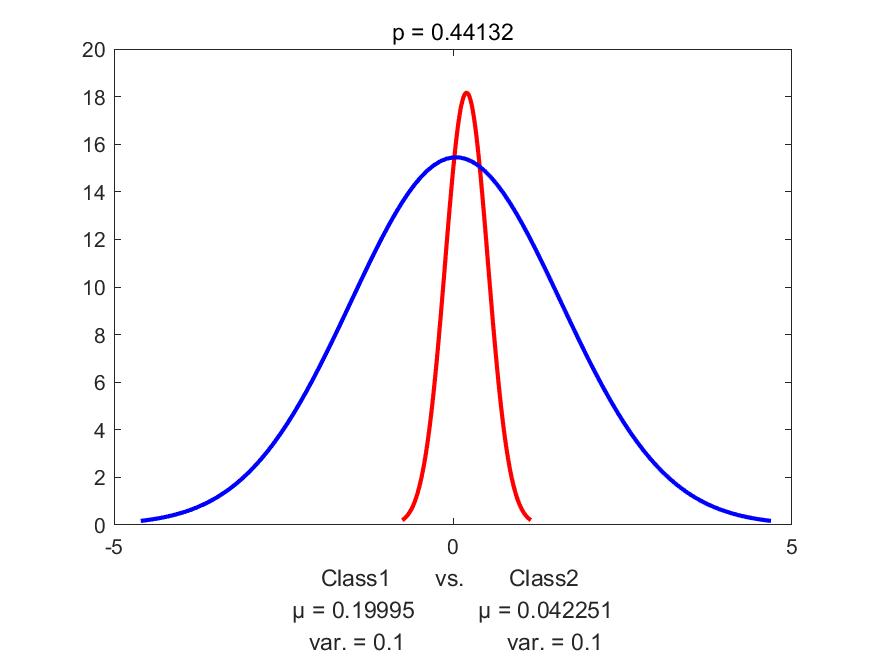 p = 0.44132
20
18
16
14
12
10
8
6
4
2
0
-5 0 5
Class1 vs. Class2
μ = 0.19995 μ = 0.042251
var. = 0.1 var. = 0.1